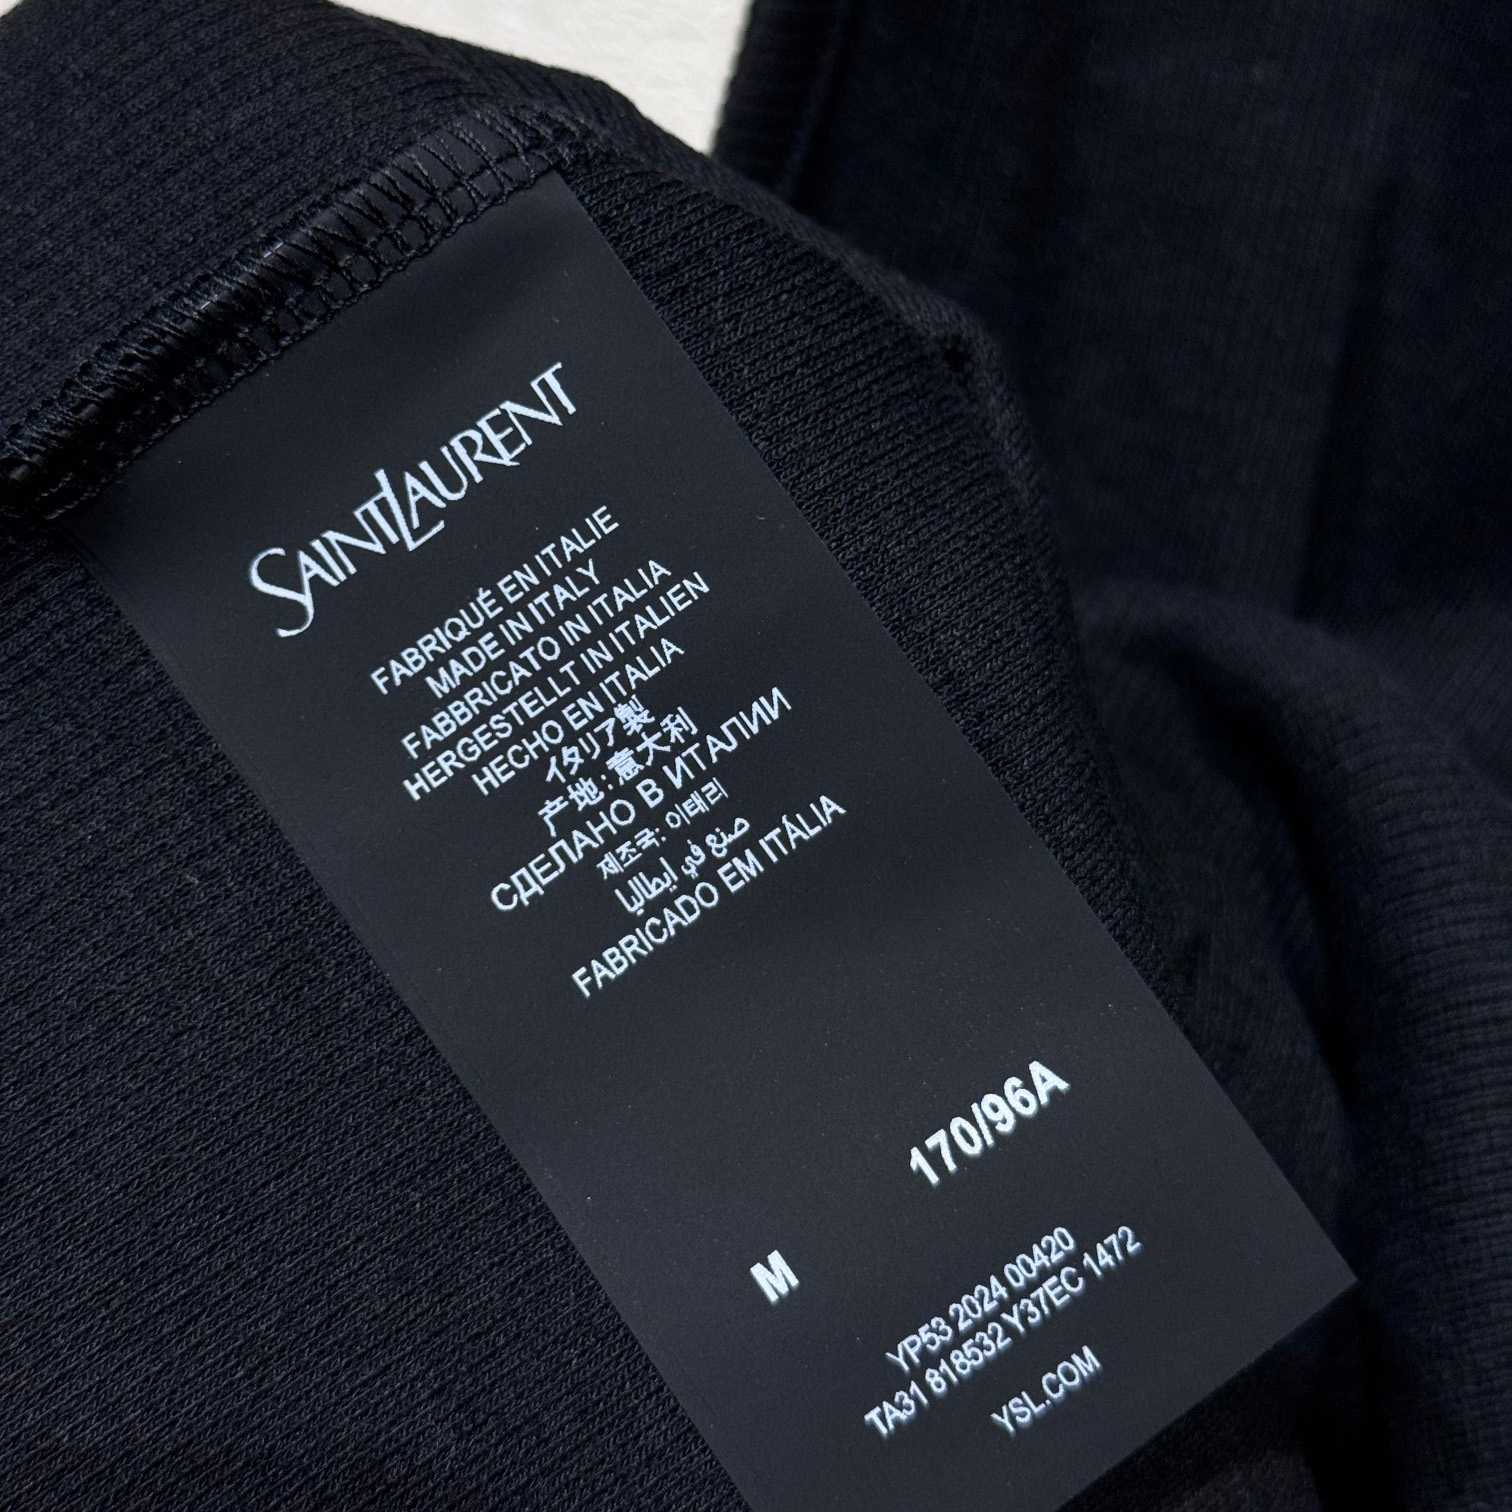 SAINT LAURENT
FABRIQUÉ EN ITALIE
MADE IN ITALY
FABBRICATO IN ITALIA
HERGESTELLT IN ITALIEN
HECHO EN ITALIA
イタリア製
产地:意大利
СДЕЛАНО В ИТАЛИИ
제조국: 이태리
صنع في إيطاليا
FABRICADO EM ITÁLIA
170/96A
M
YP53 2024 00420
TA31 818532 Y37EC 1472
YSL.COM